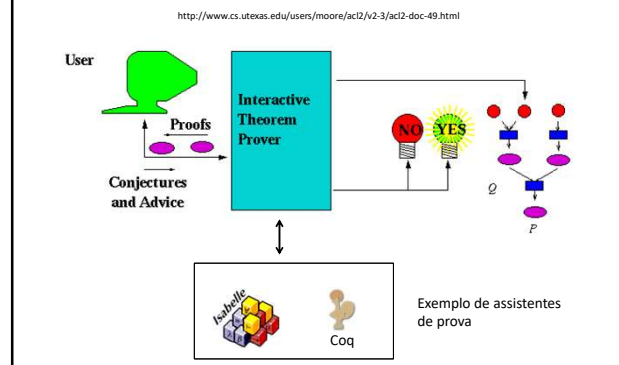 http://www.cs.utexas.edu/users/moore/acl2/v2-3/acl2-doc-49.html
User
Interactive
Theorem
Prover
Proofs
Conjectures
and Advice
NO
YES
Q
P
Isabelle
Coq
Exemplo de assistentes
de prova